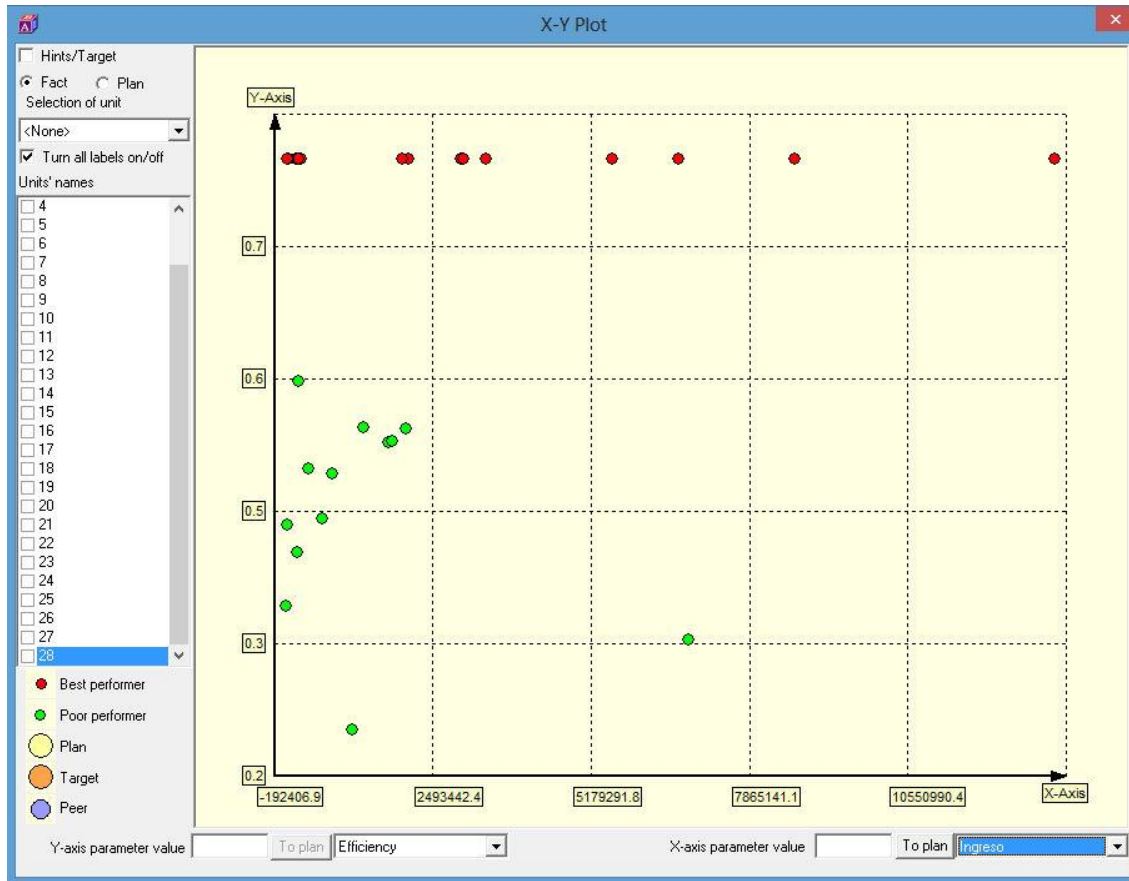 X-Y Plot
Hints/Target
Fact Plan
Selection of unit
<None>
Turn all labels on/off
Units' names
4
5
6
7
8
9
10
11
12
13
14
15
16
17
18
19
20
21
22
23
24
25
26
27
28
Best performer
Poor performer
Plan
Target
Peer
Y-Axis
0.7
0.6
0.5
0.3
0.2
-192406.9 2493442.4 5179291.8 7865141.1 10550990.4 X-Axis
Y-axis parameter value To plan Efficiency X-axis parameter value To plan Ingreso